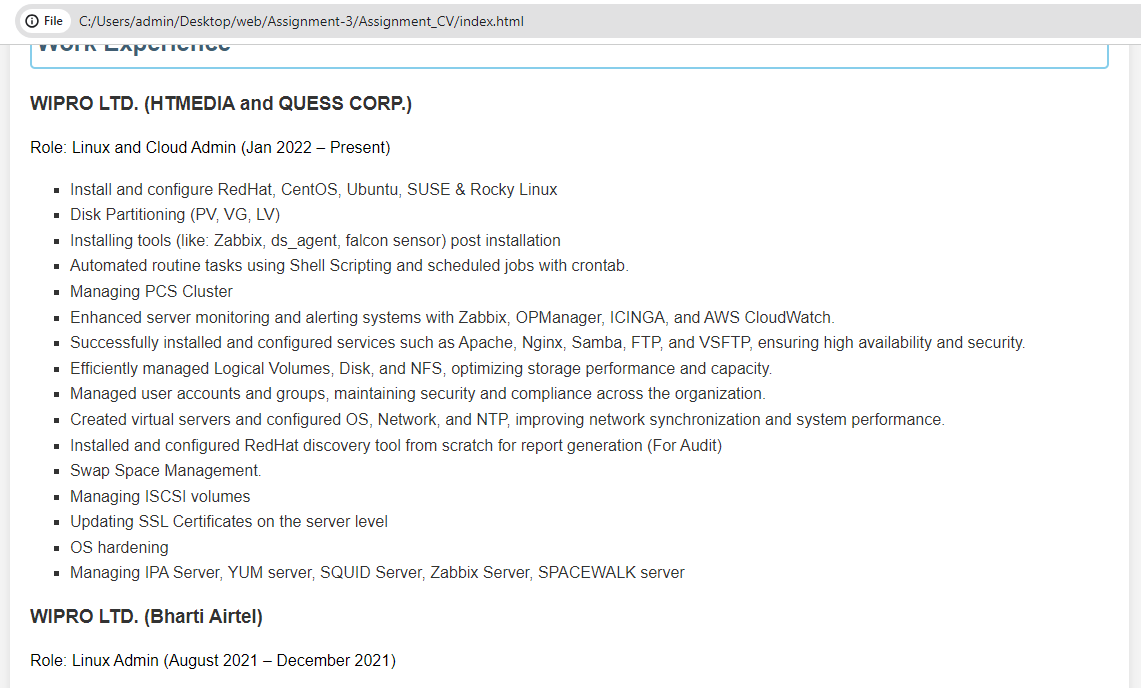 File C:/Users/admin/Desktop/web/Assignment-3/Assignment_CV/index.html
Work Experience
WIPRO LTD. (HTMEDIA and QUESS CORP.)
Role: Linux and Cloud Admin (Jan 2022 – Present)
Install and configure RedHat, CentOS, Ubuntu, SUSE & Rocky Linux
Disk Partitioning (PV, VG, LV)
Installing tools (like: Zabbix, ds_agent, falcon sensor) post installation
Automated routine tasks using Shell Scripting and scheduled jobs with crontab.
Managing PCS Cluster
Enhanced server monitoring and alerting systems with Zabbix, OPManager, ICINGA, and AWS CloudWatch.
Successfully installed and configured services such as Apache, Nginx, Samba, FTP, and VSFTP, ensuring high availability and security.
Efficiently managed Logical Volumes, Disk, and NFS, optimizing storage performance and capacity.
Managed user accounts and groups, maintaining security and compliance across the organization.
Created virtual servers and configured OS, Network, and NTP, improving network synchronization and system performance.
Installed and configured RedHat discovery tool from scratch for report generation (For Audit)
Swap Space Management.
Managing ISCSI volumes
Updating SSL Certificates on the server level
OS hardening
Managing IPA Server, YUM server, SQUID Server, Zabbix Server, SPACEWALK server
WIPRO LTD. (Bharti Airtel)
Role: Linux Admin (August 2021 – December 2021)